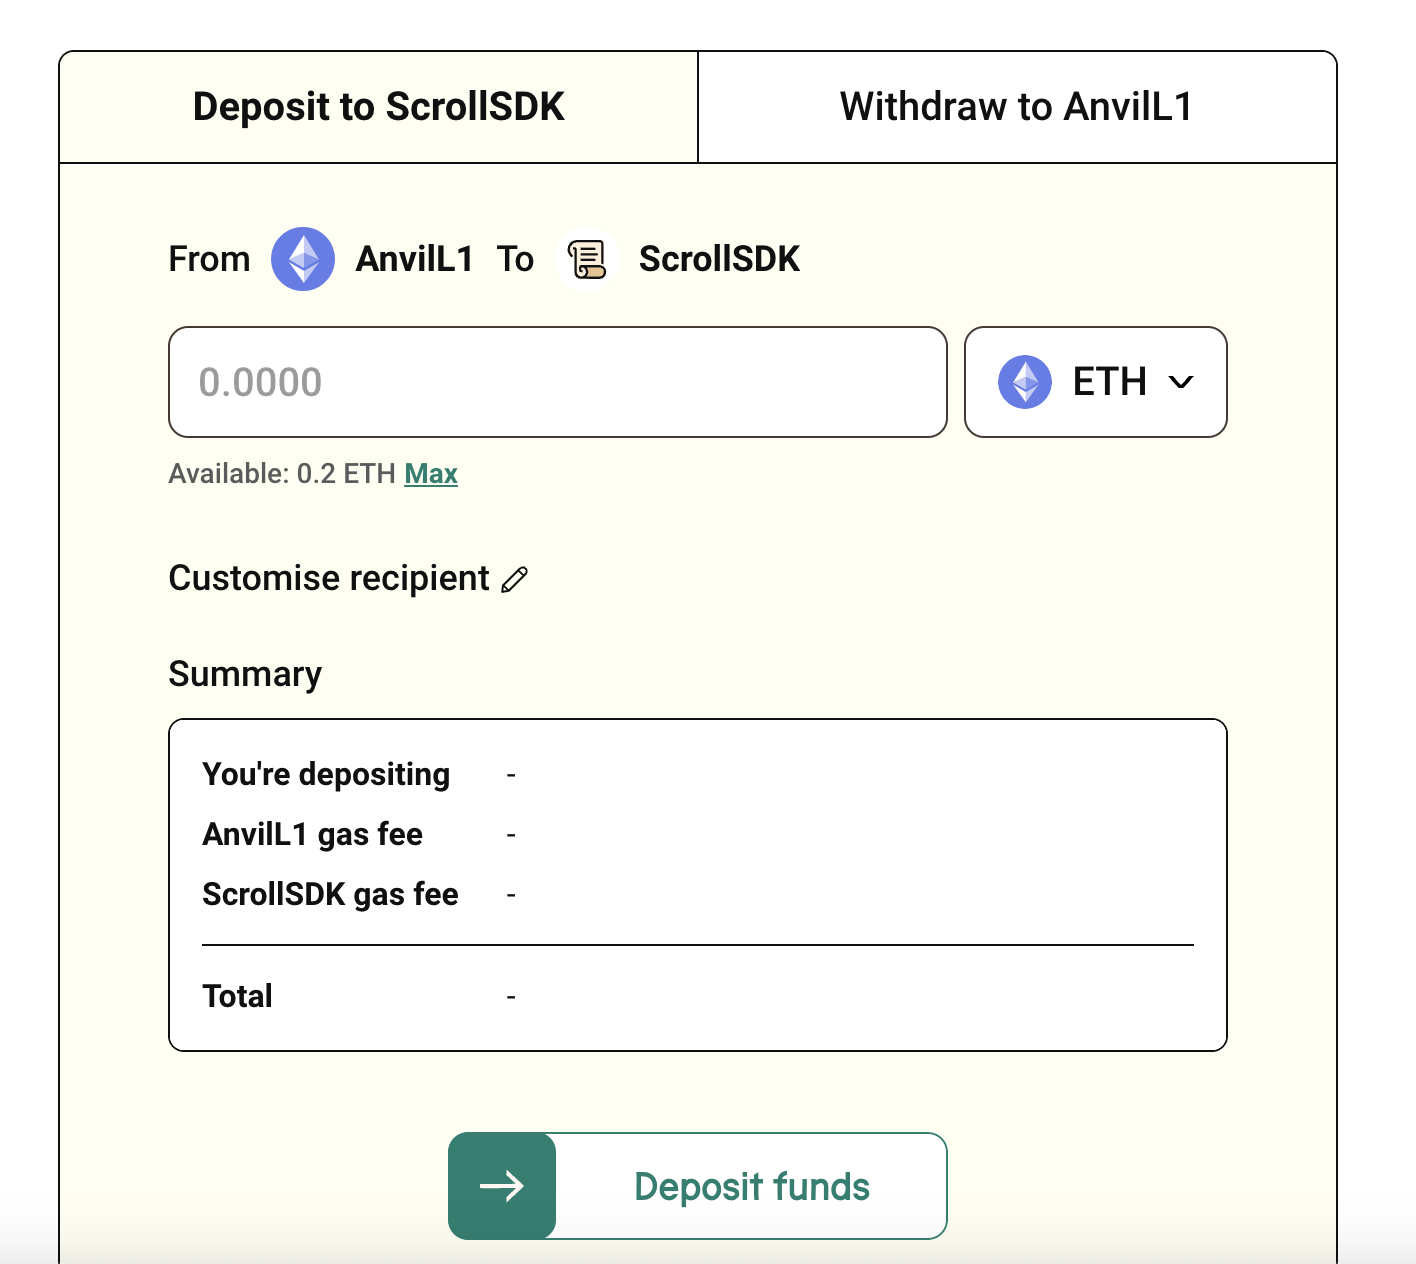 Deposit to ScrollSDK
Withdraw to AnvilL1
From AnvilL1 To ScrollSDK
0.0000
ETH
Available: 0.2 ETH Max
Customise recipient
Summary
You're depositing -
AnvilL1 gas fee -
ScrollSDK gas fee -
Total -
Deposit funds